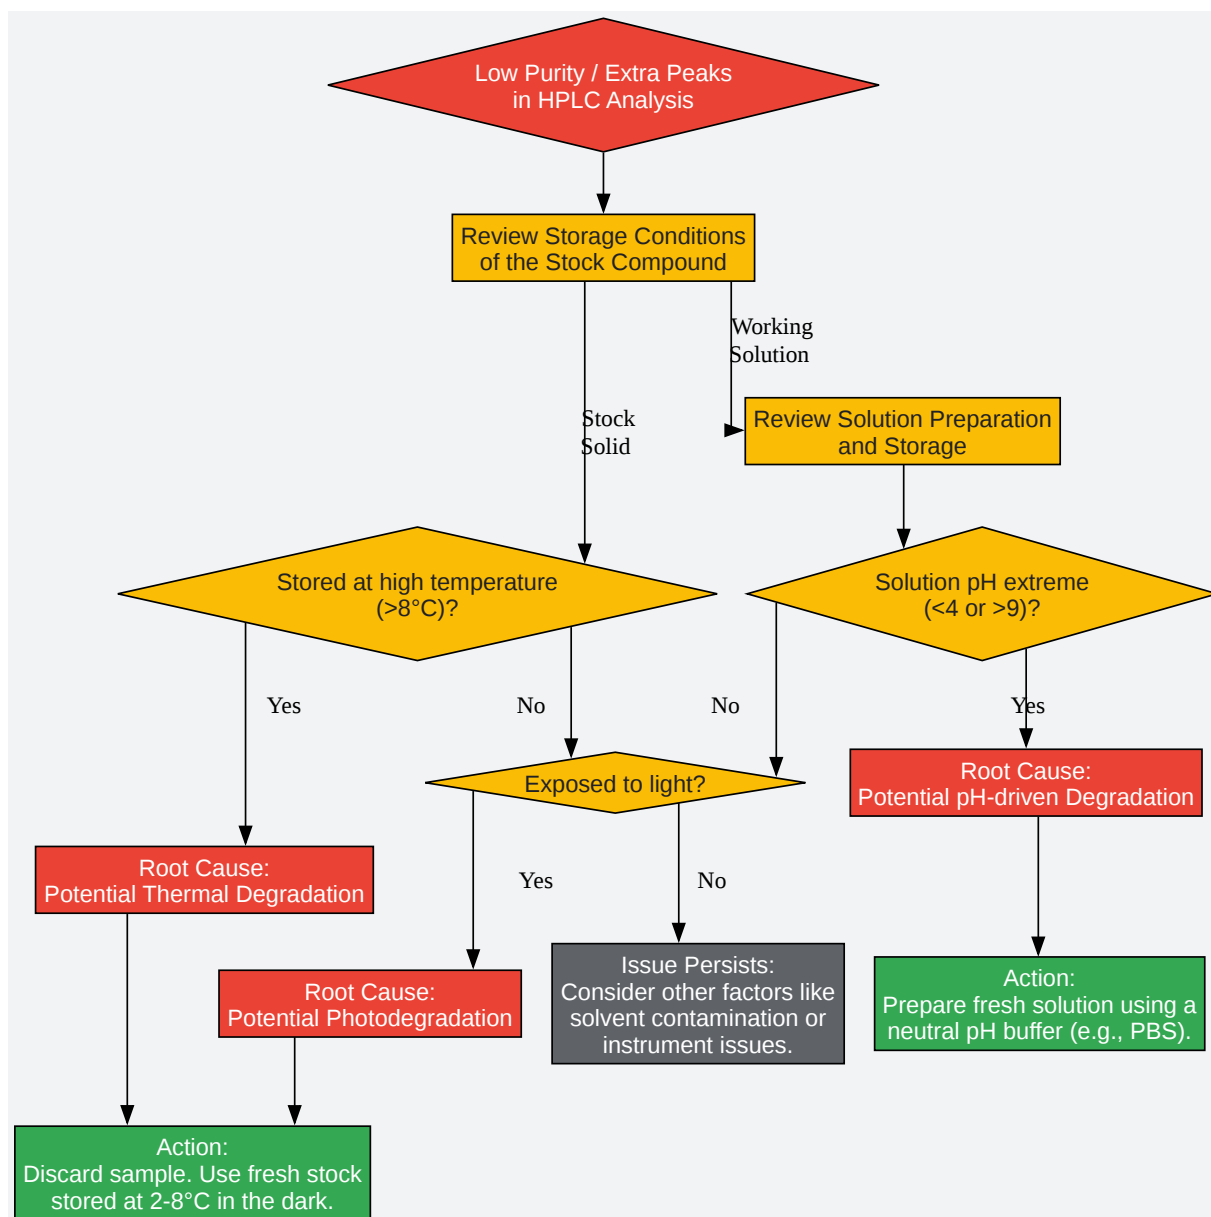 Low Purity / Extra Peaks
in HPLC Analysis
Review Storage Conditions
of the Stock Compound
Working
Solution
Stock
Solid
Review Solution Preparation
and Storage
Stored at high temperature
(>8°C)?
Solution pH extreme
(<4 or >9)?
Yes
No
No
Yes
Exposed to light?
Root Cause:
Potential pH-driven Degradation
Root Cause:
Potential Thermal Degradation
Yes
No
Root Cause:
Potential Photodegradation
Issue Persists:
Consider other factors like
solvent contamination or
instrument issues.
Action:
Prepare fresh solution using a
neutral pH buffer (e.g., PBS).
Action:
Discard sample. Use fresh stock
stored at 2-8°C in the dark.